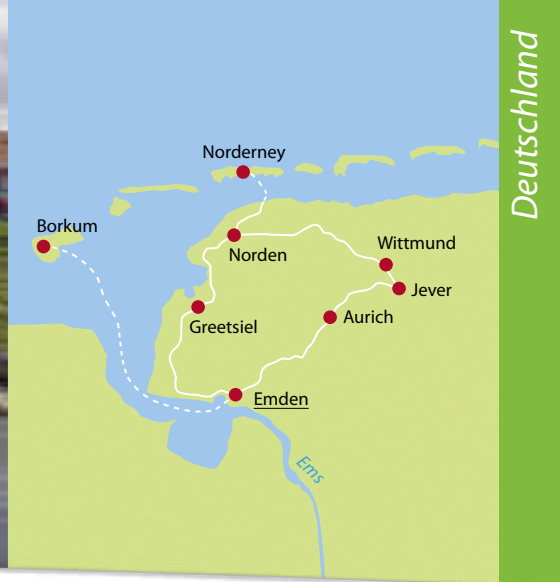 Deutschland
Norderney
Borkum
Norden
Wittmund
Jever
Greetsiel
Aurich
Emden
Ems